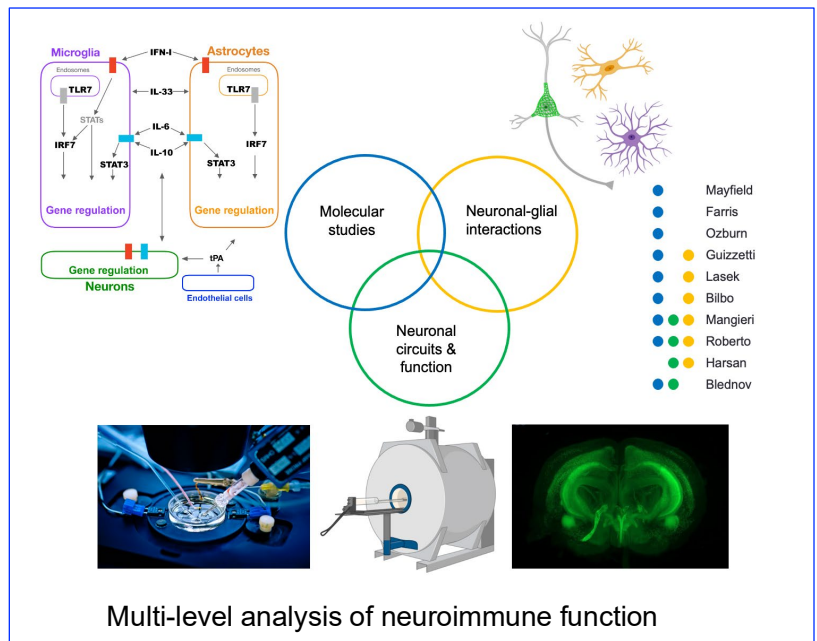 Microglia
IFN-I
Astrocytes
Endosomes
Endosomes
TLR7
TLR7
IL-33
STATs
IL-6
IRF7
IRF7
IL-10
STAT3
STAT3
Gene regulation
Gene regulation
Gene regulation
Neurons
tPA
Endothelial cells
Molecular
studies
Neuronal-glial
interactions
Neuronal
circuits &
function
Mayfield
Farris
Ozburn
Guizzetti
Lasek
Bilbo
Mangieri
Roberto
Harsan
Blednov
Multi-level analysis of neuroimmune function